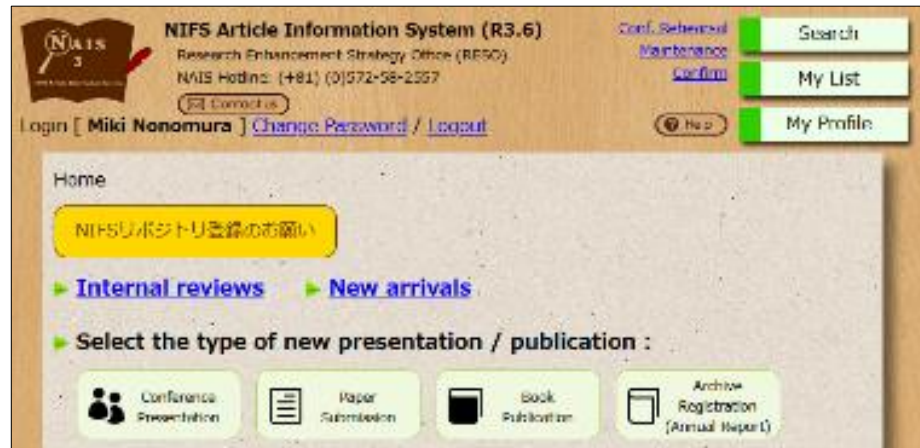 NAIS
3
NIFS Article Information System (R3.6)
Research Enhancement Strategy Office (RESO)
NAIS Hotline: (+81) (0)572-58-2557
Contact us
Conf. Rehearsal
Maintenance
Confirm
Search
My List
My Profile
Login [ Miki Nonomura ] Change Password / Logout
Help
Home
NIFSリポジトリ登録のお願い
Internal reviews
New arrivals
Select the type of new presentation / publication :
Conference
Presentation
Paper
Submission
Book
Publication
Archive
Registration
(Annual Report)